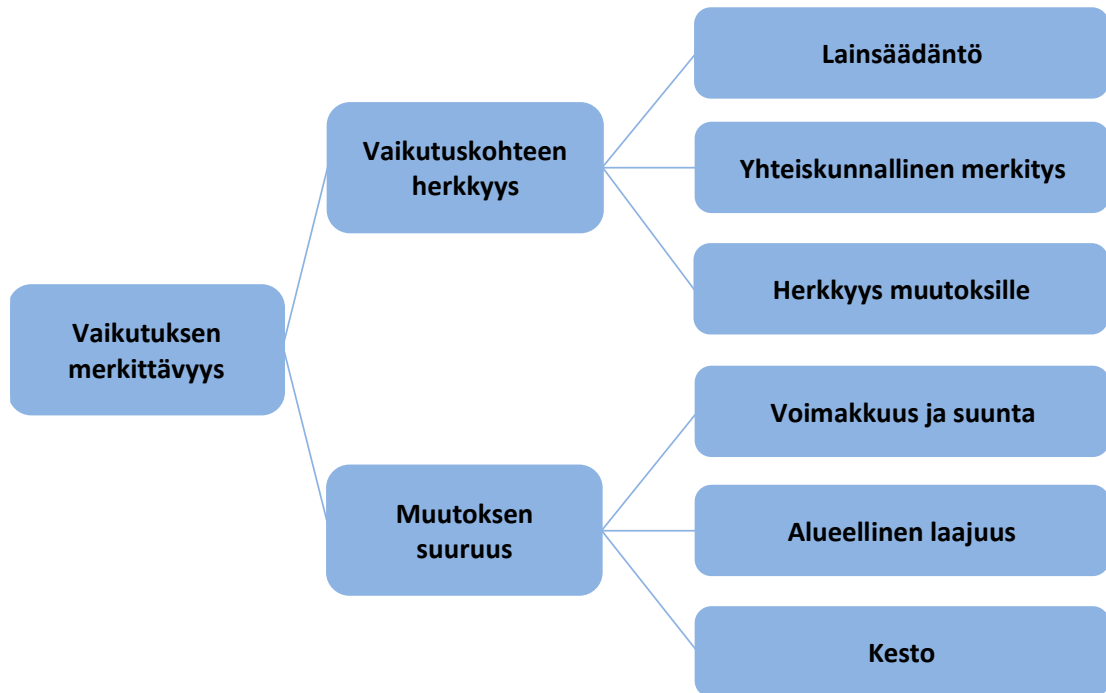 Vaikutuksen
merkittävyys
Vaikutuskohteen
herkkyys
Lainsäädäntö
Yhteiskunnallinen merkitys
Herkkyys muutoksille
Muutoksen
suuruus
Voimakkuus ja suunta
Alueellinen laajuus
Kesto